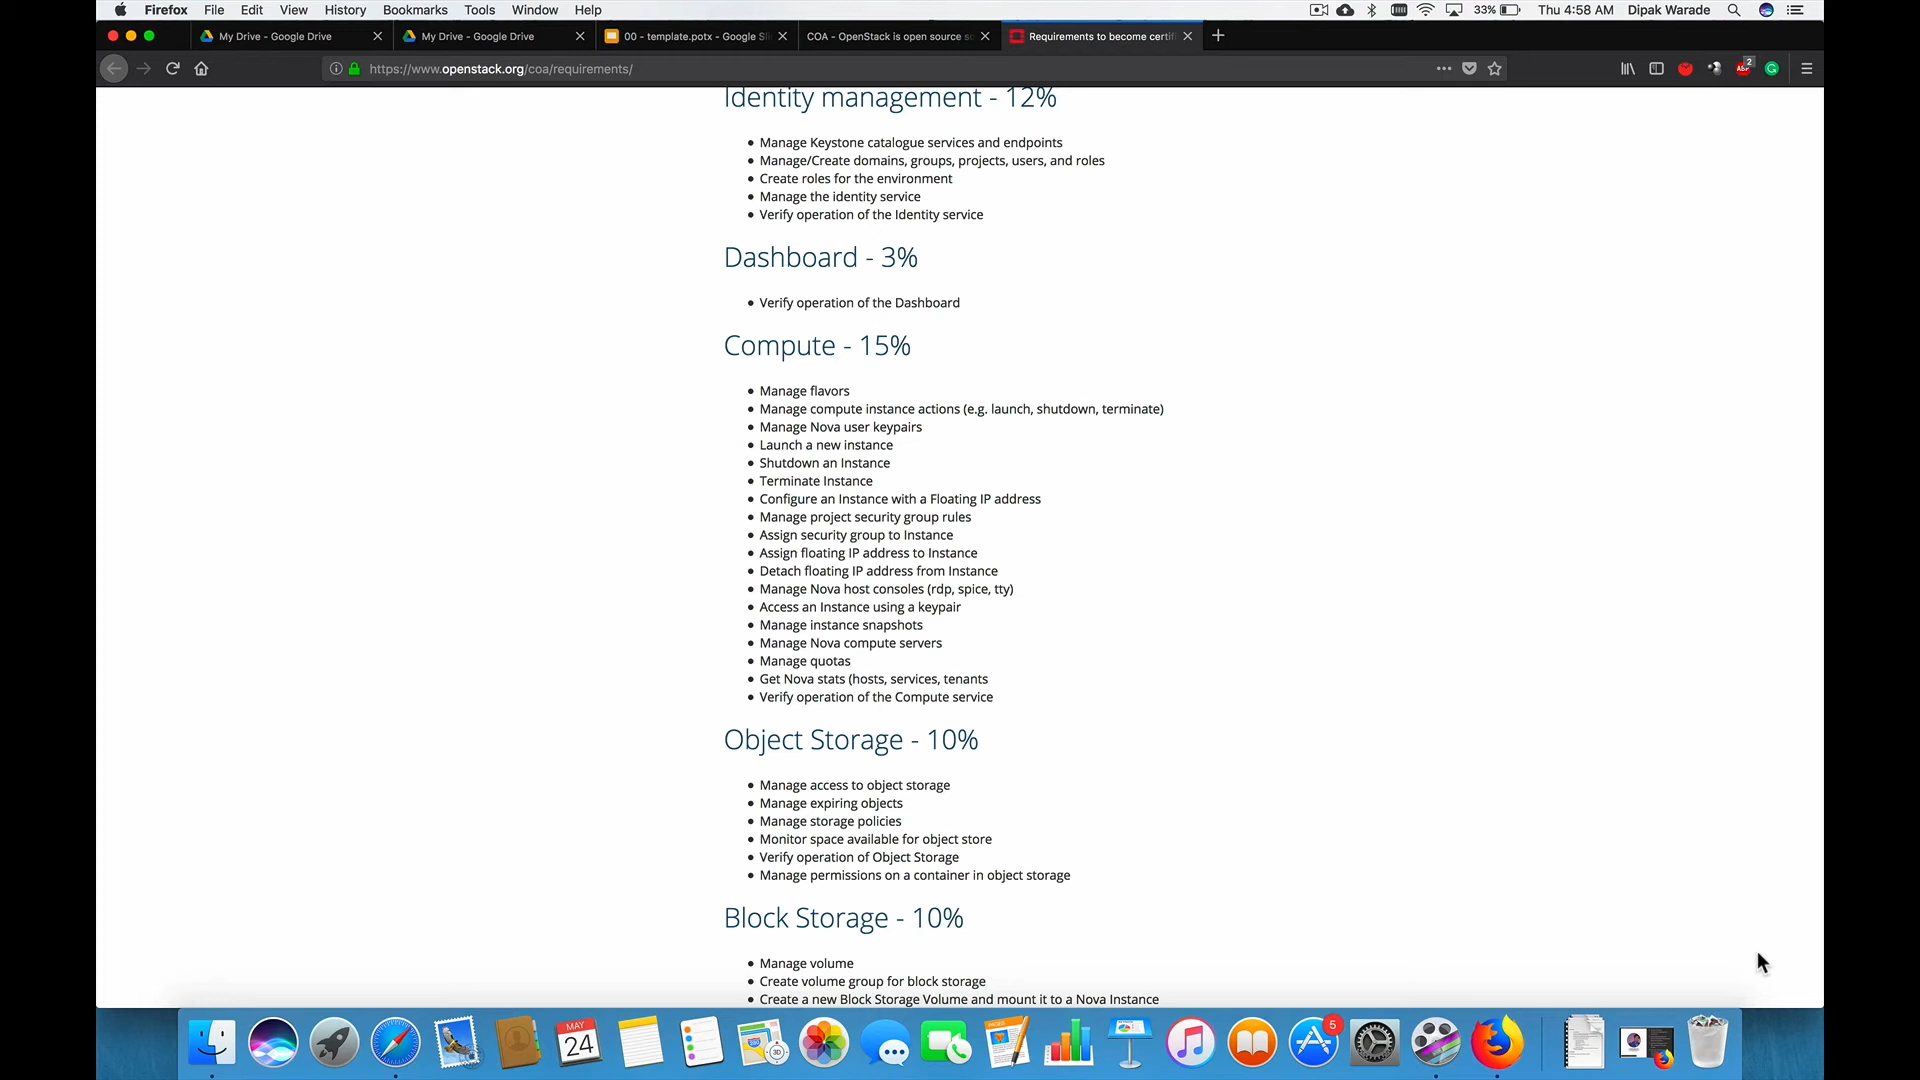 Firefox File Edit View History Bookmarks Tools Window Help 33% Thu 4:58 AM Dipak Warade
My Drive - Google Drive My Drive - Google Drive 00 - template.potx - Google Sli COA - OpenStack is open source so Requirements to become certif
https://www.openstack.org/coa/requirements/ ABP 2
Identity management - 12%
Manage Keystone catalogue services and endpoints
Manage/Create domains, groups, projects, users, and roles
Create roles for the environment
Manage the identity service
Verify operation of the Identity service
Dashboard - 3%
Verify operation of the Dashboard
Compute - 15%
Manage flavors
Manage compute instance actions (e.g. launch, shutdown, terminate)
Manage Nova user keypairs
Launch a new instance
Shutdown an Instance
Terminate Instance
Configure an Instance with a Floating IP address
Manage project security group rules
Assign security group to Instance
Assign floating IP address to Instance
Detach floating IP address from Instance
Manage Nova host consoles (rdp, spice, tty)
Access an Instance using a keypair
Manage instance snapshots
Manage Nova compute servers
Manage quotas
Get Nova stats (hosts, services, tenants
Verify operation of the Compute service
Object Storage - 10%
Manage access to object storage
Manage expiring objects
Manage storage policies
Monitor space available for object store
Verify operation of Object Storage
Manage permissions on a container in object storage
Block Storage - 10%
Manage volume
Create volume group for block storage
Create a new Block Storage Volume and mount it to a Nova Instance
MAY
24
3D
PAGES
5